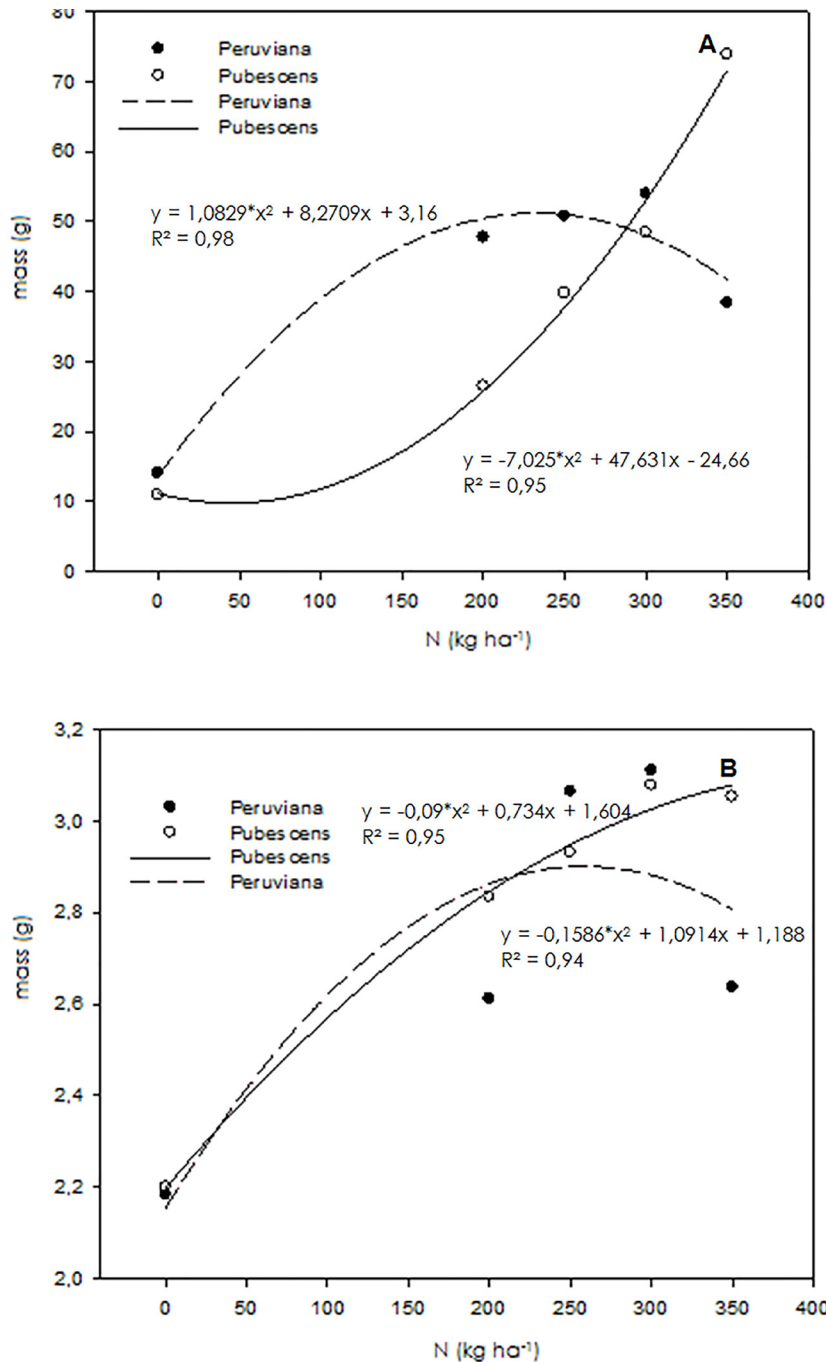 80
A
Peruviana
Pubescens
Peruviana
Pubescens
70
60
y = 1,0829*x² + 8,2709x + 3,16
R² = 0,98
50
mass (g)
40
30
20
y = -7,025*x² + 47,631x - 24,66
R² = 0,95
10
0
0 50 100 150 200 250 300 350 400
N (kg ha⁻¹)
3,2
B
Peruviana
Pubescens
Pubescens
Peruviana
y = -0,09*x² + 0,734x + 1,604
R² = 0,95
3,0
2,8
mass (g)
y = -0,1586*x² + 1,0914x + 1,188
R² = 0,94
2,6
2,4
2,2
2,0
0 50 100 150 200 250 300 350 400
N (kg ha⁻¹)